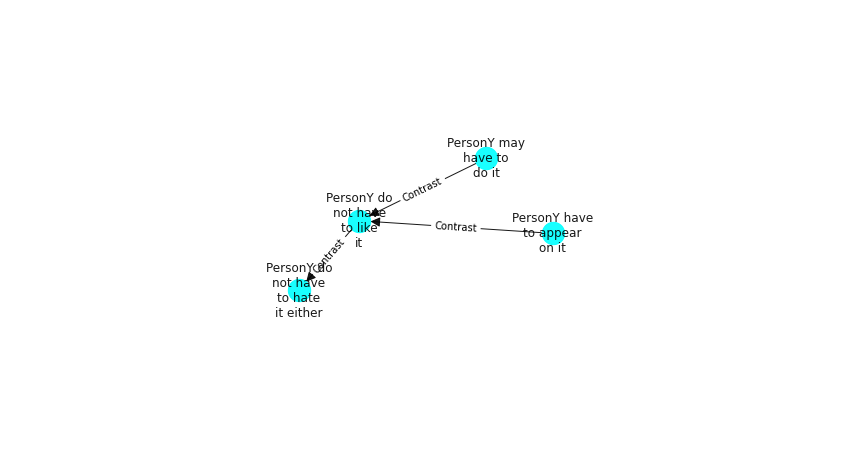 PersonY may
have to
do it
Contrast
PersonY do
not have
to like
it
PersonY have
to appear
on it
Contrast
Contrast
PersonY do
not have
to hate
it either